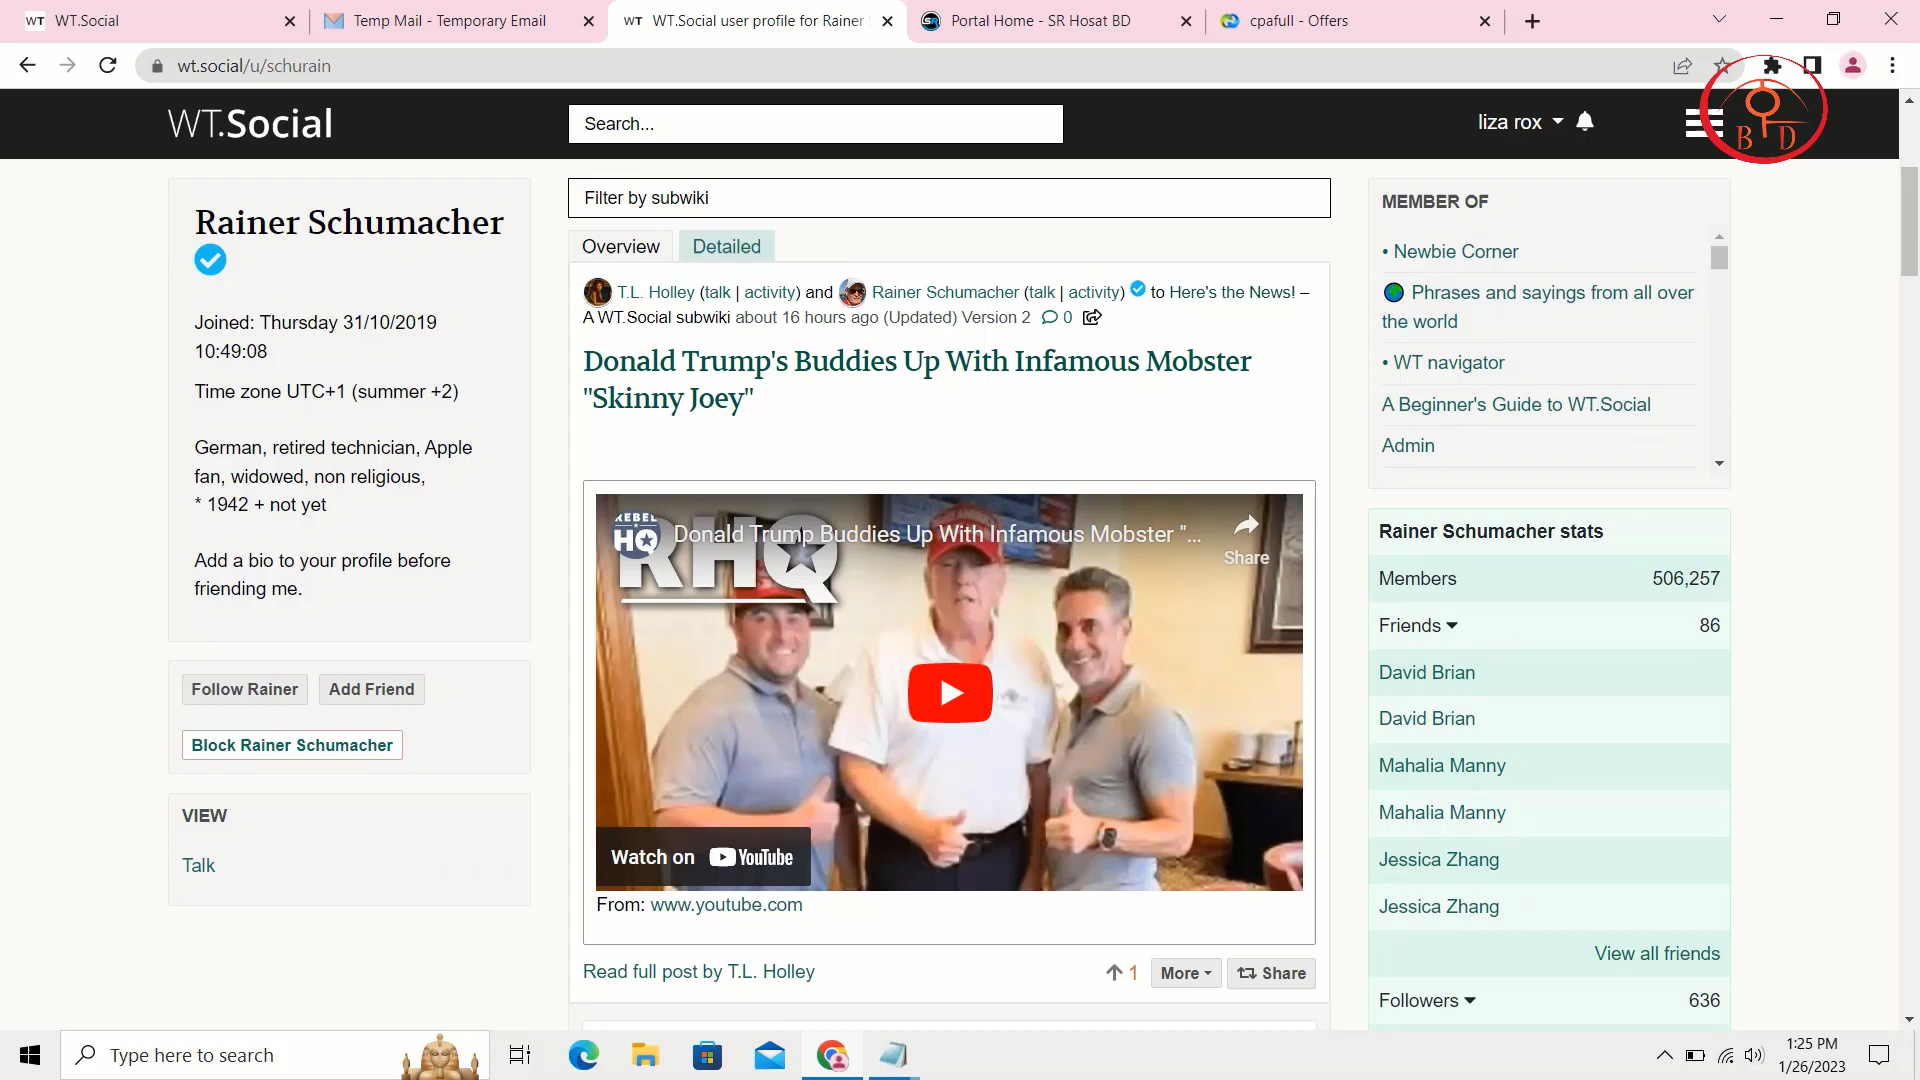 WT WT.Social
Temp Mail - Temporary Email
WT WT.Social user profile for Rainer
Portal Home - SR Hosat BD
cpafull - Offers
wt.social/u/schurain
WT.Social
Search...
liza rox
B D
Rainer Schumacher
Joined: Thursday 31/10/2019
10:49:08
Time zone UTC+1 (summer +2)
German, retired technician, Apple
fan, widowed, non religious,
* 1942 + not yet
Add a bio to your profile before
friending me.
Follow Rainer
Add Friend
Block Rainer Schumacher
VIEW
Talk
Filter by subwiki
Overview
Detailed
T.L. Holley (talk | activity) and Rainer Schumacher (talk | activity) to Here's the News! –
A WT.Social subwiki about 16 hours ago (Updated) Version 2 0
Donald Trump's Buddies Up With Infamous Mobster
"Skinny Joey"
REBEL
HQ
Donald Trump Buddies Up With Infamous Mobster "...
Share
RHQ
Watch on YouTube
From: www.youtube.com
Read full post by T.L. Holley
1
More
Share
MEMBER OF
• Newbie Corner
Phrases and sayings from all over
the world
• WT navigator
A Beginner's Guide to WT.Social
Admin
Rainer Schumacher stats
Members 506,257
Friends 86
David Brian
David Brian
Mahalia Manny
Mahalia Manny
Jessica Zhang
Jessica Zhang
View all friends
Followers 636
Type here to search
1:25 PM
1/26/2023